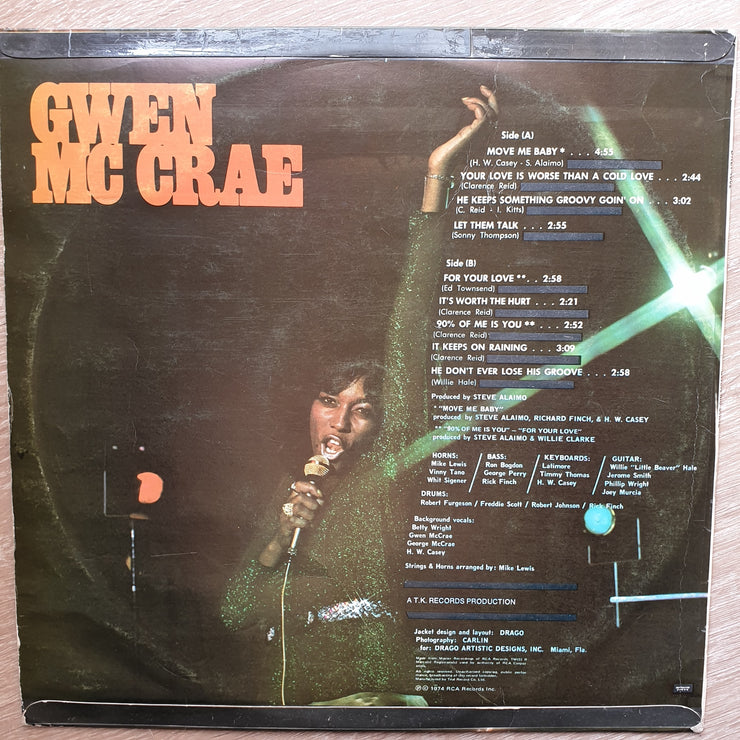 GWEN
MC CRAE
Side (A)
MOVE ME BABY * . . . 4:55
(H. W. Casey - S. Alaimo)
YOUR LOVE IS WORSE THAN A COLD LOVE . . . 2:44
(Clarence Reid)
HE KEEPS SOMETHING GROOVY GOIN' ON . . . 3:02
(C. Reid - I. Kitts)
LET THEM TALK . . . 2:55
(Sonny Thompson)
Side (B)
FOR YOUR LOVE ** . . 2:58
(Ed Townsend)
IT'S WORTH THE HURT . . . 2:21
(Clarence Reid)
90% OF ME IS YOU ** . . . 2:52
(Clarence Reid)
IT KEEPS ON RAINING . . . 3:09
(Clarence Reid)
HE DON'T EVER LOSE HIS GROOVE . . . 2:58
(Willie Hale)
Produced by STEVE ALAIMO
* "MOVE ME BABY"
produced by STEVE ALAIMO, RICHARD FINCH, & H. W. CASEY
** "90% OF ME IS YOU" - "FOR YOUR LOVE"
produced by STEVE ALAIMO & WILLIE CLARKE
HORNS:
Mike Lewis
Vinny Tano
Whit Sigener
BASS:
Ron Bogdon
George Perry
Rick Finch
KEYBOARDS:
Latimore
Timmy Thomas
H. W. Casey
GUITAR:
Willie "Little Beaver" Hale
Jerome Smith
Phillip Wright
Joey Murcia
DRUMS:
Robert Furgeson / Freddie Scott / Robert Johnson / Rick Finch
Background vocals:
Betty Wright
Gwen McCrae
George McCrae
H. W. Casey
Strings & Horns arranged by: Mike Lewis
A T.K. RECORDS PRODUCTION
Jacket design and layout: DRAGO
Photography: CARLIN
for: DRAGO ARTISTIC DESIGNS, INC. Miami, Fla.
℗ © 1974 RCA Records Inc.